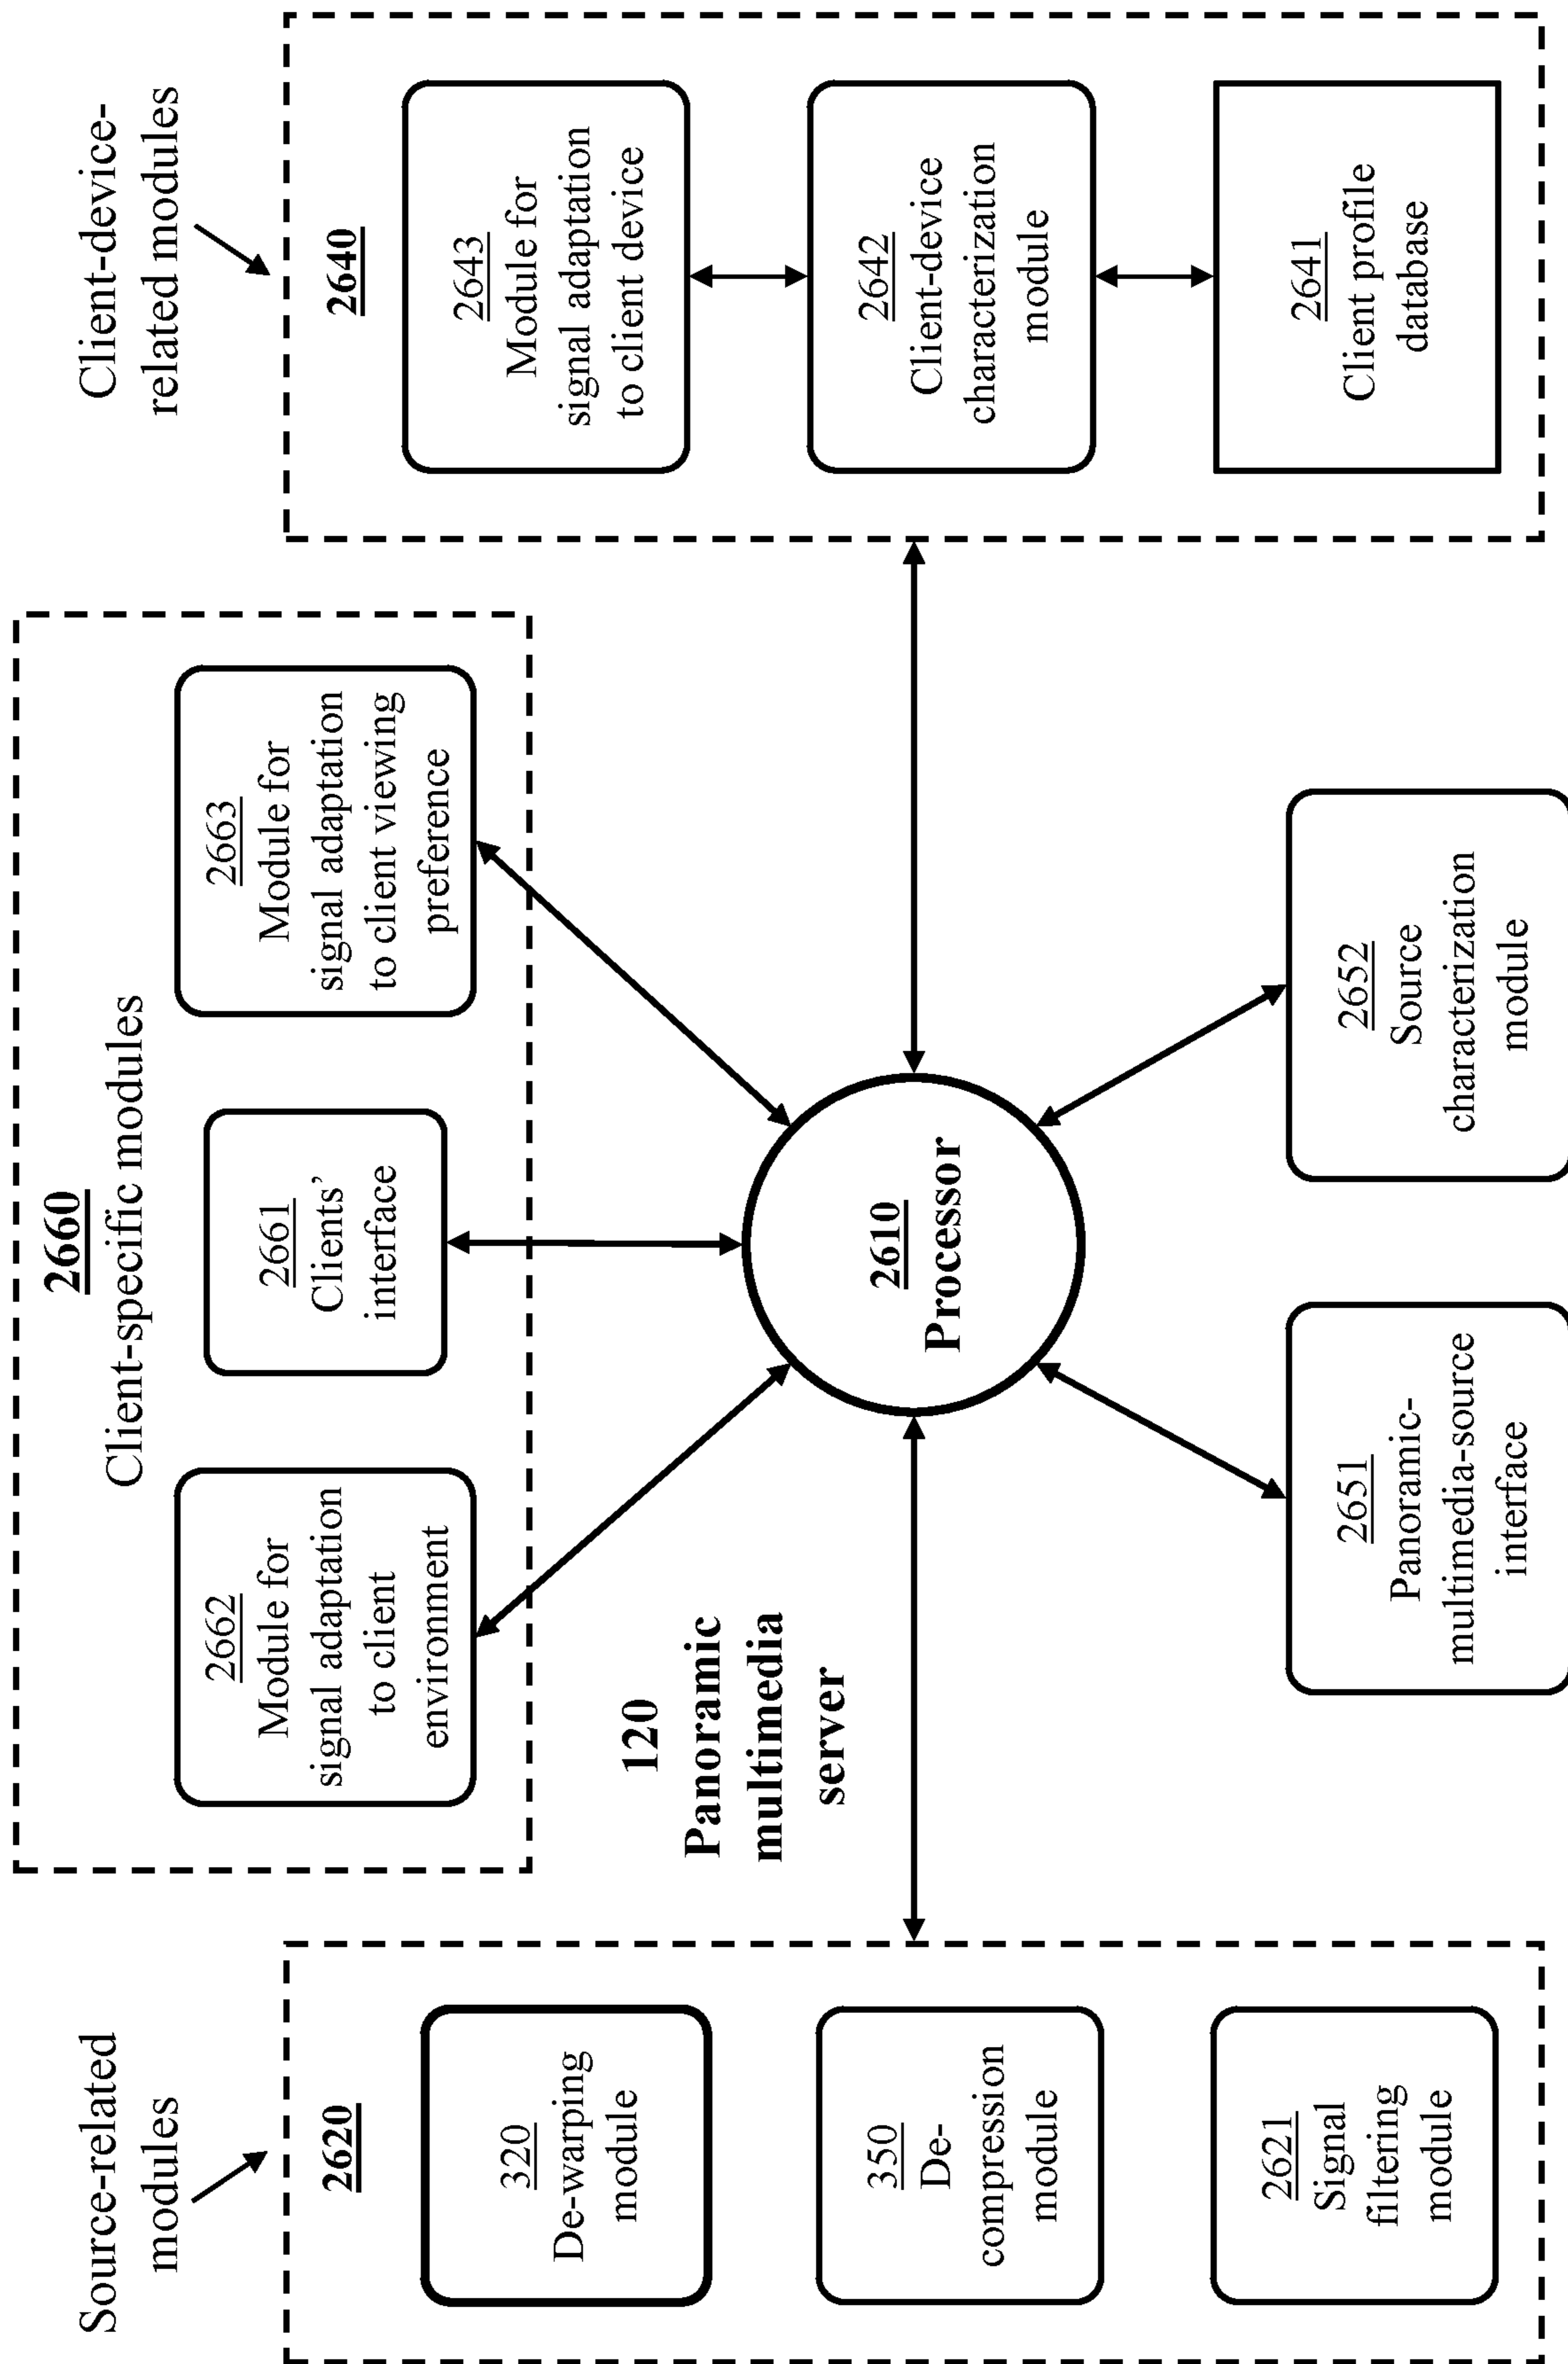 Source-related
modules
2620
320
De-warping
module
350
De-
compression
module
2621
Signal
filtering
module
2660
Client-specific modules
2662
Module for
signal adaptation
to client
environment
2661
Clients’
interface
2663
Module for
signal adaptation
to client viewing
preference
120
Panoramic
multimedia
server
2610
Processor
2651
Panoramic-
multimedia-source
interface
2652
Source
characterization
module
Client-device-
related modules
2640
2643
Module for
signal adaptation
to client device
2642
Client-device
characterization
module
2641
Client profile
database